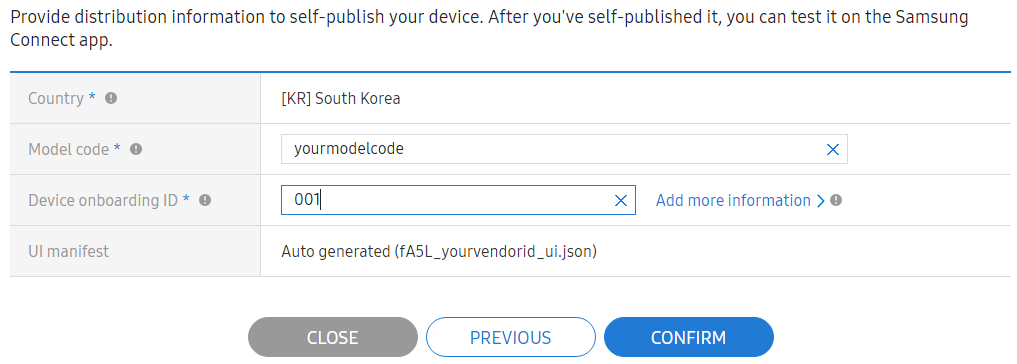 Provide distribution information to self-publish your device. After you've self-published it, you can test it on the Samsung
Connect app.
Country *
[KR] South Korea
Model code *
yourmodelcode
Device onboarding ID *
001
Add more information
UI manifest
Auto generated (fA5L_yourvendorid_ui.json)
CLOSE
PREVIOUS
CONFIRM